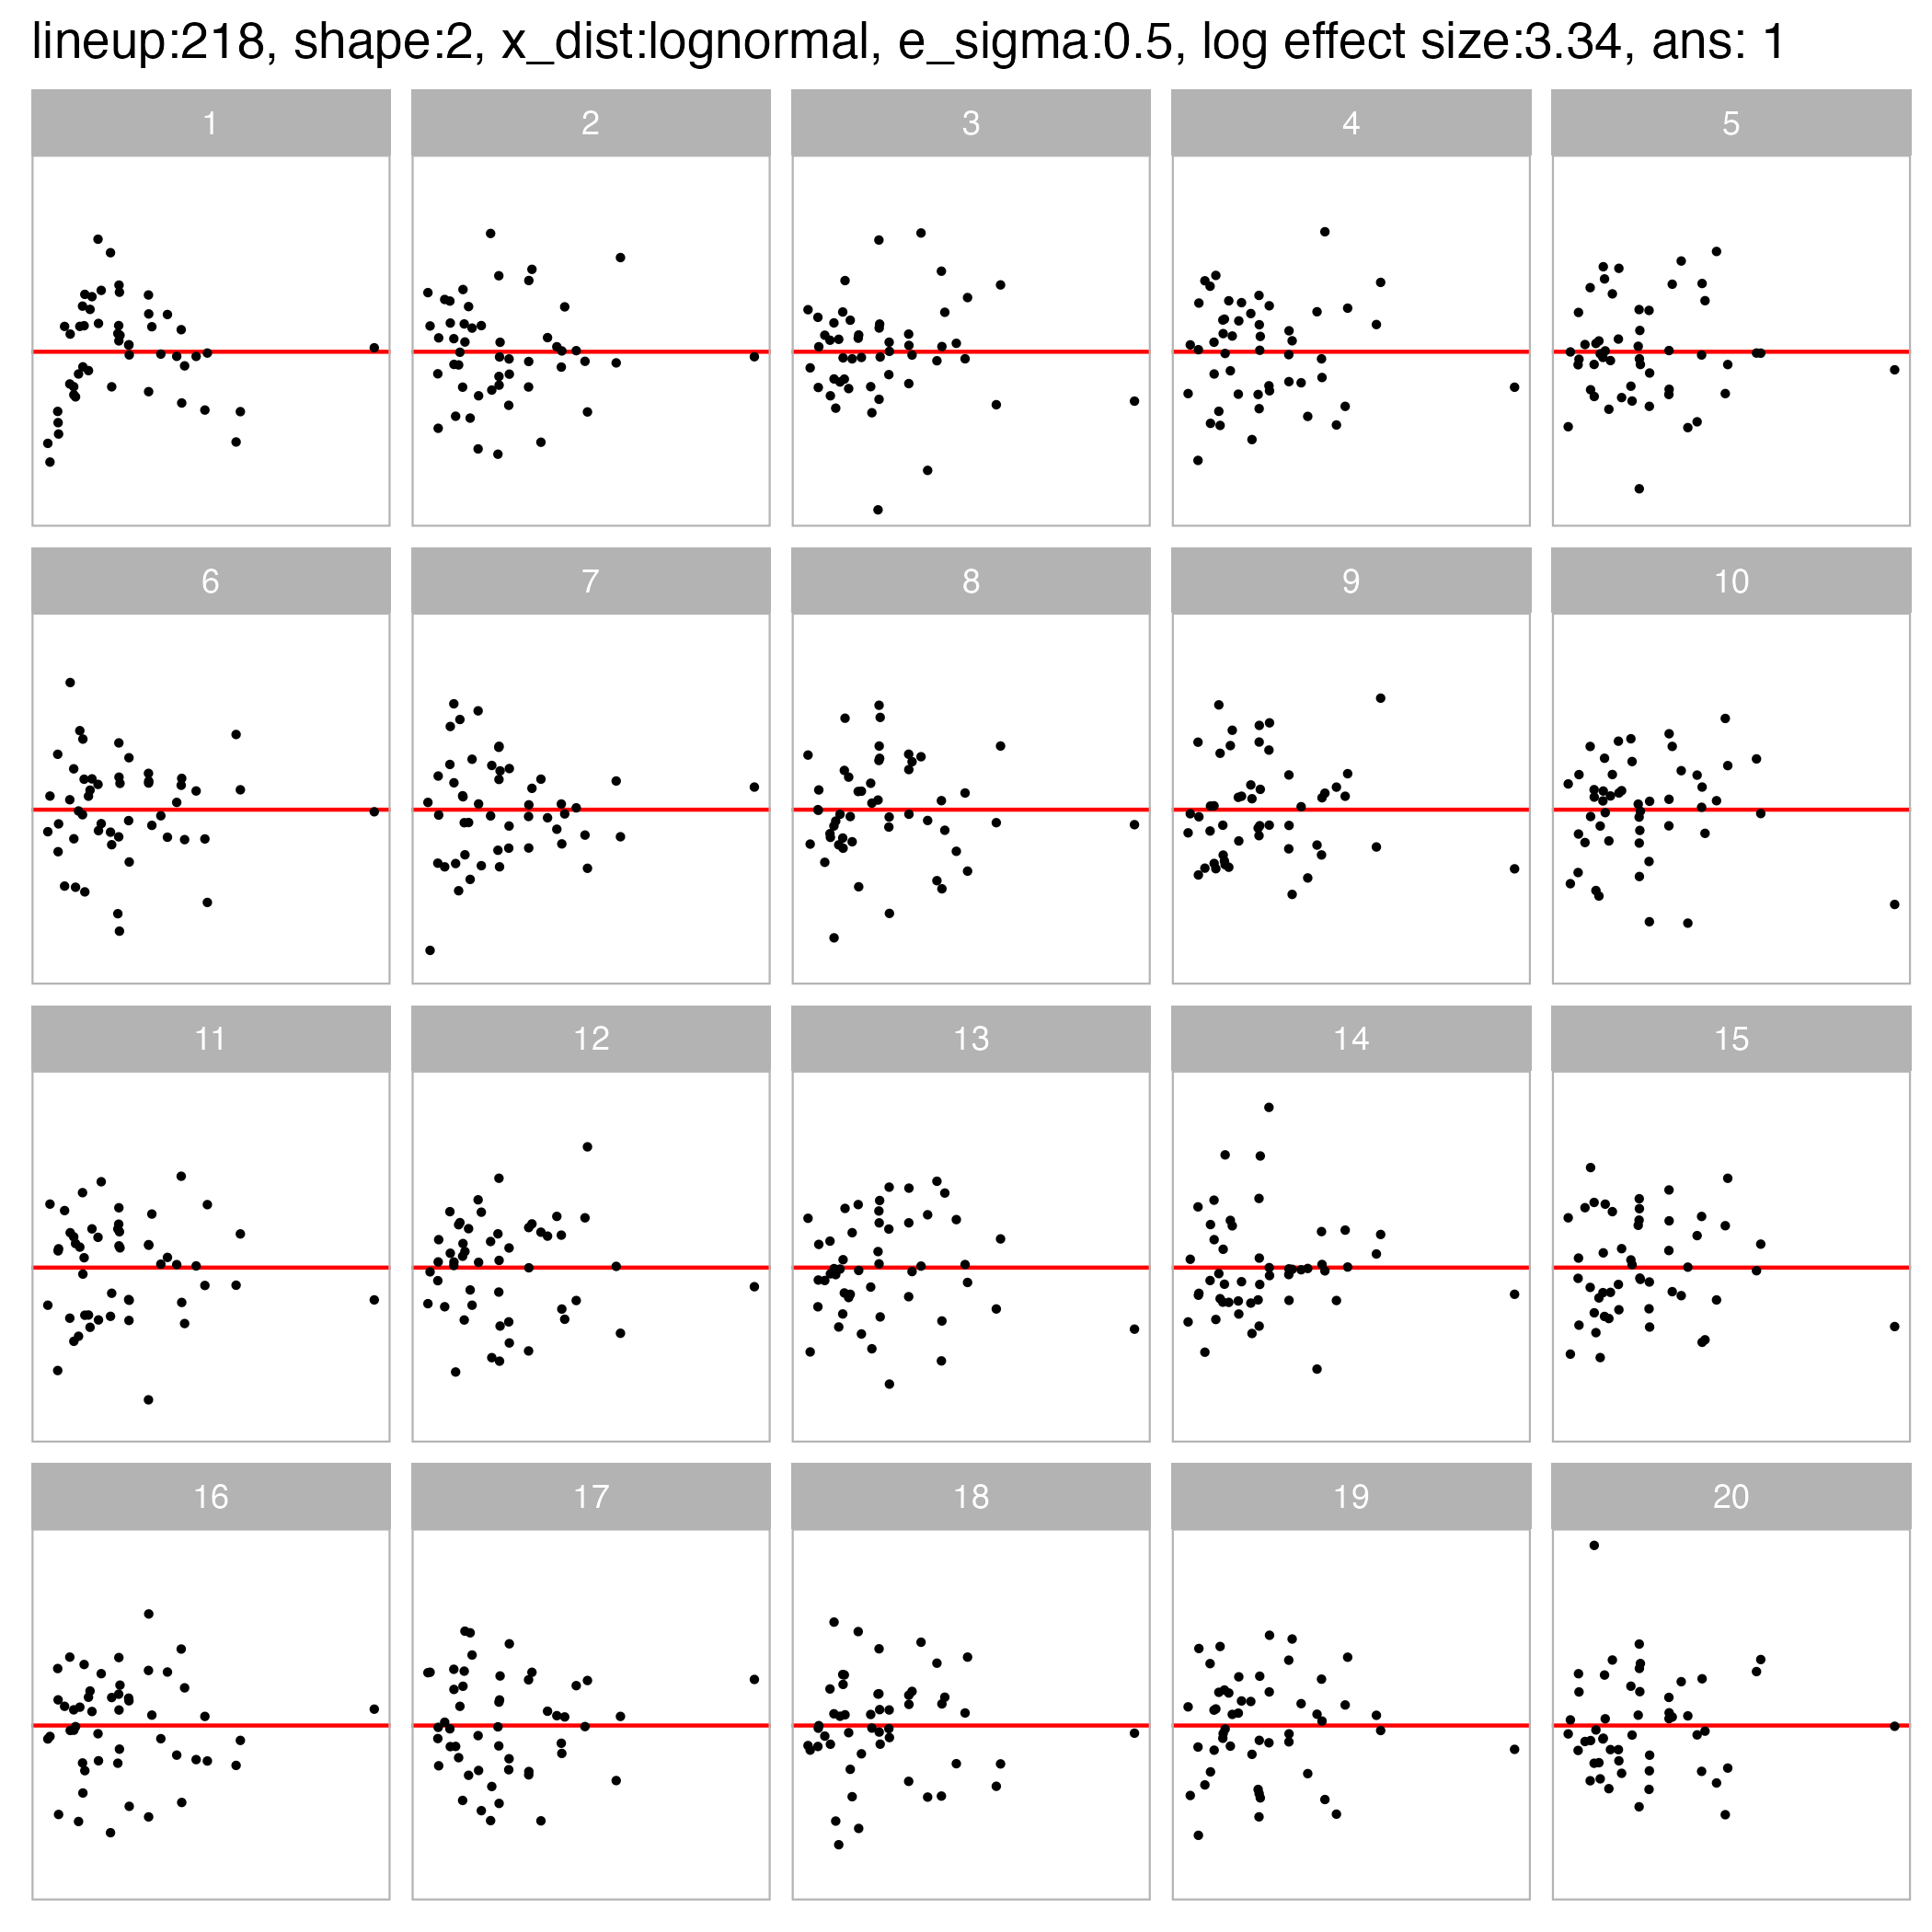 lineup:218, shape:2, x_dist:lognormal, e_sigma:0.5, log effect size:3.34, ans: 1
1 2 3 4 5
6 7 8 9 10
11 12 13 14 15
16 17 18 19 20